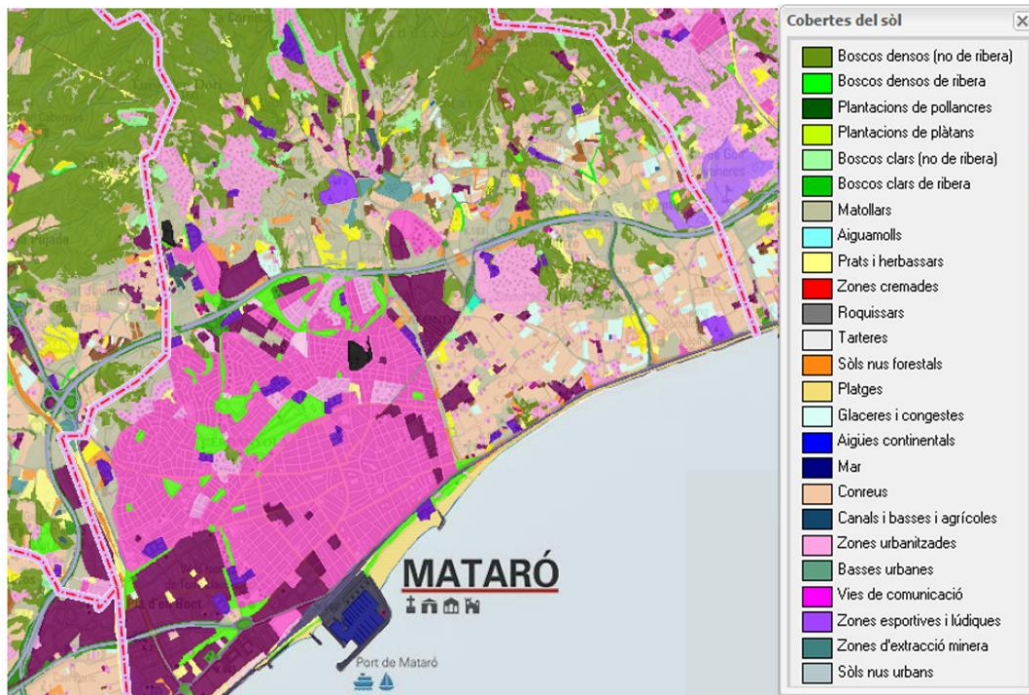 Cobertes del sòl
Boscos densos (no de ribera)
Boscos densos de ribera
Plantacions de pollancres
Plantacions de plàtans
Boscos clars (no de ribera)
Boscos clars de ribera
Matollars
Aiguamolls
Prats i herbassars
Zones cremades
Roquissars
Tarteres
Sòls nus forestals
Platges
Glaceres i congestes
Aigües continentals
Mar
Conreus
Canals i basses i agrícoles
Zones urbanitzades
Basses urbanes
Vies de comunicació
Zones esportives i lúdiques
Zones d'extracció minera
Sòls nus urbans
MATARÓ
Port de Mataró